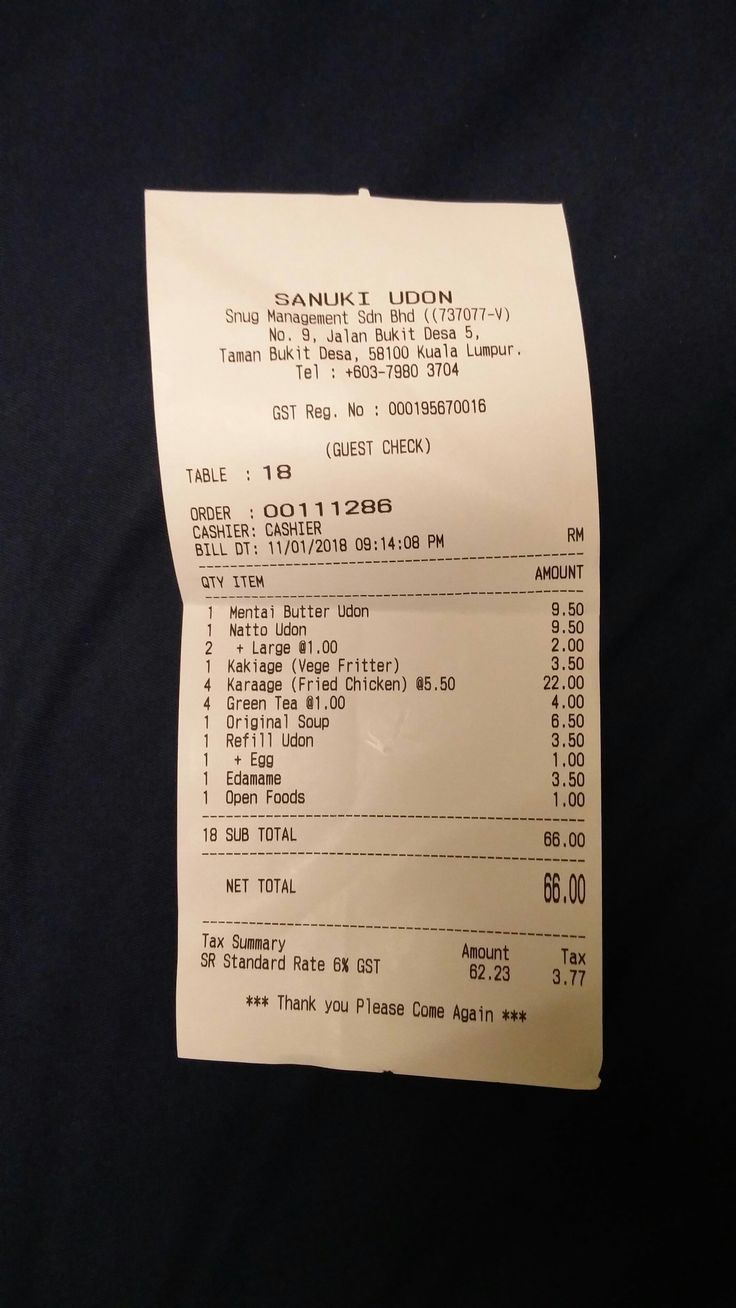 SANUKI UDON
Snug Management Sdn Bhd ((737077-V)
No. 9, Jalan Bukit Desa 5,
Taman Bukit Desa, 58100 Kuala Lumpur.
Tel : +603-7980 3704
GST Reg. No : 000195670016
(GUEST CHECK)
TABLE : 18
ORDER : 00111286
CASHIER: CASHIER
BILL DT: 11/01/2018 09:14:08 PM RM
QTY ITEM AMOUNT
1 Mentai Butter Udon 9.50
1 Natto Udon 9.50
2 + Large @1.00 2.00
1 Kakiage (Vege Fritter) 3.50
4 Karaage (Fried Chicken) @5.50 22.00
4 Green Tea @1.00 4.00
1 Original Soup 6.50
1 Refill Udon 3.50
1 + Egg 1.00
1 Edamame 3.50
1 Open Foods 1.00
18 SUB TOTAL 66.00
NET TOTAL 66.00
Tax Summary Amount Tax
SR Standard Rate 6% GST 62.23 3.77
*** Thank you Please Come Again ***